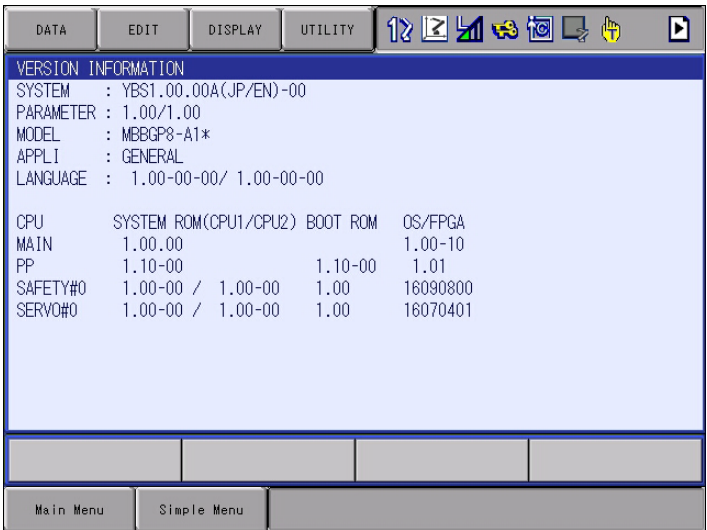 DATA EDIT DISPLAY UTILITY
VERSION INFORMATION
SYSTEM : YBS1.00.00A(JP/EN)-00
PARAMETER : 1.00/1.00
MODEL : MBBGP8-A1*
APPLI : GENERAL
LANGUAGE : 1.00-00-00/ 1.00-00-00
CPU SYSTEM ROM(CPU1/CPU2) BOOT ROM OS/FPGA
MAIN 1.00.00 1.00-10
PP 1.10-00 1.10-00 1.01
SAFETY#0 1.00-00 / 1.00-00 1.00 16090800
SERVO#0 1.00-00 / 1.00-00 1.00 16070401
Main Menu Simple Menu